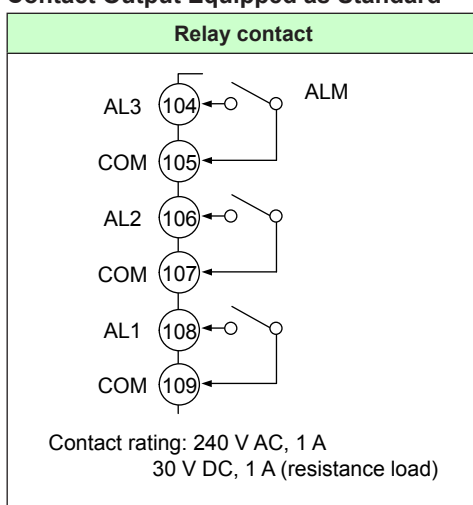 Contact Output Equipped as Standard
Relay contact
ALM
AL3 104
COM 105
AL2 106
COM 107
AL1 108
COM 109
Contact rating: 240 V AC, 1 A
30 V DC, 1 A (resistance load)